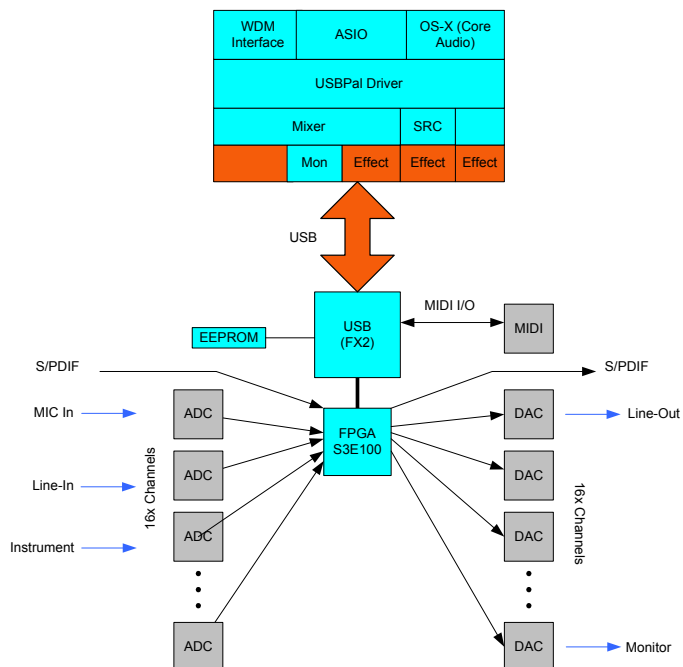 WDM
Interface
ASIO
OS-X (Core
Audio)
USBPal Driver
Mixer
SRC
Mon
Effect
Effect
Effect
USB
MIDI I/O
USB
(FX2)
MIDI
EEPROM
S/PDIF
S/PDIF
MIC In
ADC
FPGA
S3E100
DAC
Line-Out
Line-In
ADC
DAC
16x Channels
16x Channels
Instrument
ADC
DAC
ADC
DAC
Monitor